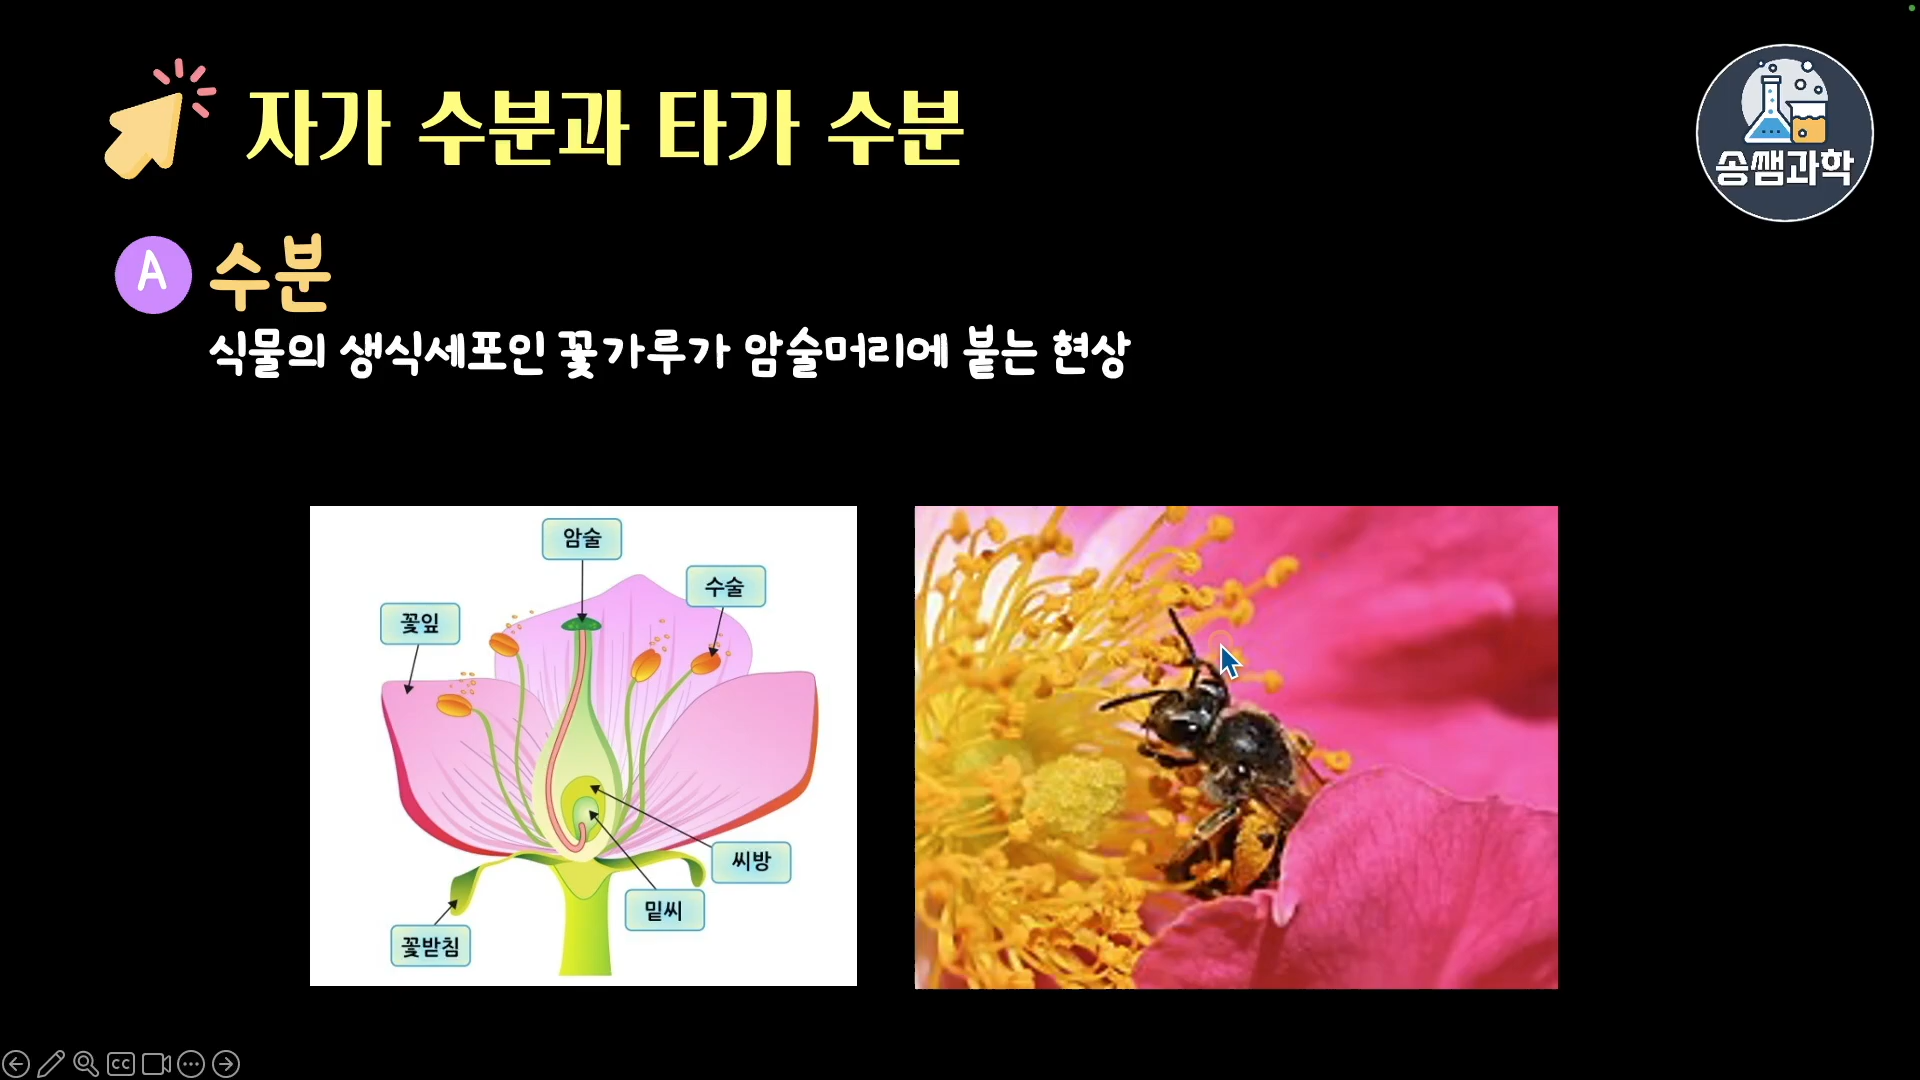 자가 수분과 타가 수분
송쌤과학
A 수분
식물의 생식세포인 꽃가루가 암술머리에 붙는 현상
암술
수술
꽃잎
씨방
밑씨
꽃받침
CC